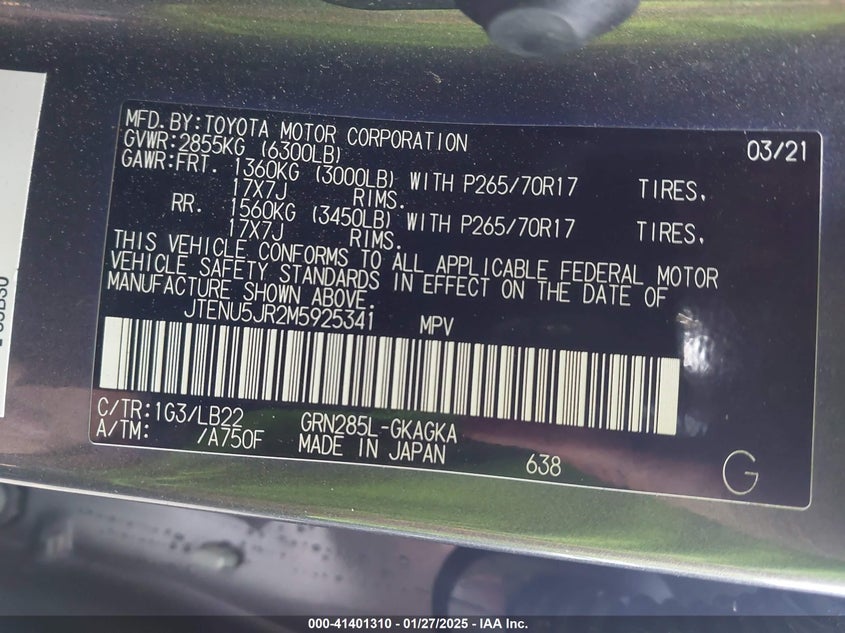 MFD.BY:TOYOTA MOTOR CORPORATION 03/21
GVWR:2855KG (6300LB)
GAWR:FRT. 1360KG (3000LB) WITH P265/70R17 TIRES.
17X7J RIMS.
RR. 1560KG (3450LB) WITH P265/70R17 TIRES.
17X7J RIMS.
THIS VEHICLE CONFORMS TO ALL APPLICABLE FEDERAL MOTOR
VEHICLE SAFETY STANDARDS IN EFFECT ON THE DATE OF
MANUFACTURE SHOWN ABOVE.
JTENU5JR2M5925341 MPV
C/TR:1G3/LB22 GRN285L-GKAGKA
A/TM: /A750F MADE IN JAPAN 638
G
000-41401310 - 01/27/2025 - IAA Inc.